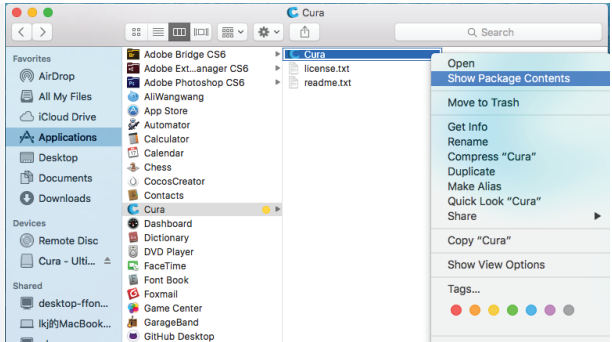 Cura
Search
Favorites
AirDrop
All My Files
iCloud Drive
Applications
Desktop
Documents
Downloads
Devices
Remote Disc
Cura - Ulti...
Shared
desktop-ffon...
lkj的MacBook...
Adobe Bridge CS6
Adobe Ext...anager CS6
Adobe Photoshop CS6
AliWangwang
App Store
Automator
Calculator
Calendar
Chess
CocosCreator
Contacts
Cura
Dashboard
Dictionary
DVD Player
FaceTime
Font Book
Foxmail
Game Center
GarageBand
GitHub Desktop
Cura
license.txt
readme.txt
Open
Show Package Contents
Move to Trash
Get Info
Rename
Compress “Cura”
Duplicate
Make Alias
Quick Look “Cura”
Share
Copy “Cura”
Show View Options
Tags...